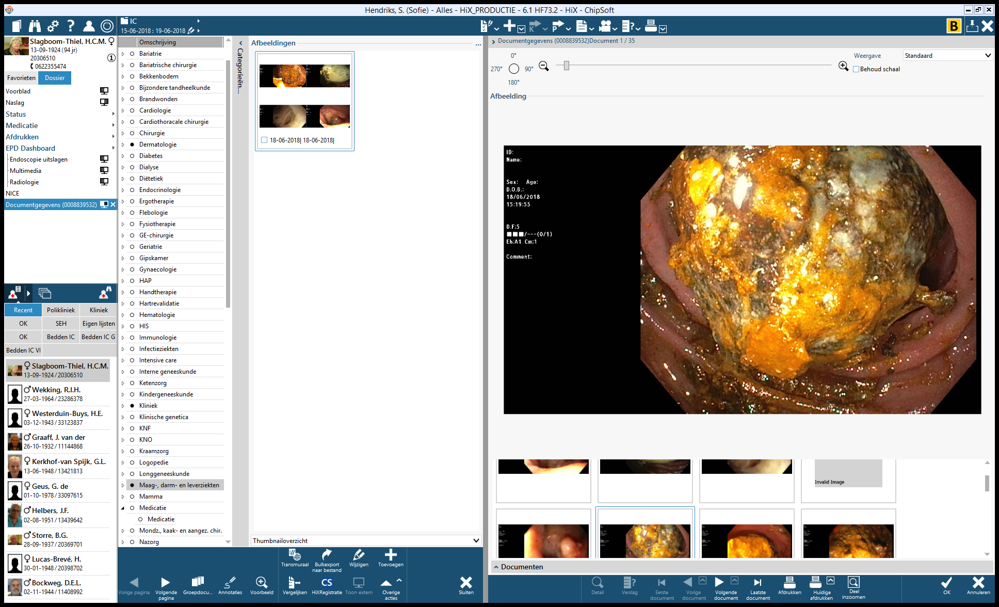 Hendriks, S. (Sofie) - Alles - HiX_PRODUCTIE - 6.1 HF73.2 - HiX - ChipSoft
IC
15-06-2018 : 19-06-2018
B
Slagboom-Thiel, H.C.M.
13-09-1924 (94 jr)
20306510
0622355474
1
Favorieten
Dossier
Voorblad
Naslag
Status
Medicatie
Afdrukken
EPD Dashboard
Endoscopie uitslagen
Multimedia
Radiologie
NICE
Documentgegevens (0008839532)
Recent
Polikliniek
Kliniek
OK
SEH
Eigen lijsten
OK
Bedden IC
Bedden IC G
Bedden IC VI
Slagboom-Thiel, H.C.M.
13-09-1924 / 20306510
Wekking, R.I.H.
27-03-1964 / 23286378
Westerduin-Buys, H.E.
03-12-1943 / 33123837
Graaff, J. van der
26-10-1932 / 11144868
Kerkhof-van Spijk, G.L.
13-06-1948 / 13421813
Geus, G. de
01-10-1978 / 33097615
Helbers, J.F.
02-08-1951 / 13439642
Storre, B.G.
28-09-1937 / 20369701
Lucas-Brevé, H.
30-01-1948 / 20398702
Bockweg, D.E.L.
02-11-1944 / 11408992
Omschrijving
Bariatrie
Bariatrische chirurgie
Bekkenbodem
Bijzondere tandheelkunde
Brandwonden
Cardiologie
Cardiothoracale chirurgie
Chirurgie
Dermatologie
Diabetes
Dialyse
Diëtetiek
Endocrinologie
Ergotherapie
Flebologie
Fysiotherapie
GE-chirurgie
Geriatrie
Gipskamer
Gynaecologie
HAP
Handtherapie
Hartrevalidatie
Hematologie
HIS
Immunologie
Infectieziekten
Intensive care
Interne geneeskunde
Ketenzorg
Kindergeneeskunde
Kliniek
Klinische genetica
KNF
KNO
Kraamzorg
Logopedie
Longgeneeskunde
Maag-, darm- en leverziekten
Mamma
Medicatie
Medicatie
Mondz., kaak- en aangez. chir.
Nazorg
Categorieën...
Afbeeldingen
...
18-06-2018| 18-06-2018|
Thumbnailoverzicht
Transmuraal
Bulkexport naar bestand
Wijzigen
Toevoegen
Vorige pagina
Volgende pagina
Groepdocu...
Annotaties
Voorbeeld
Vergelijken
CS
HiXRegistratie
Toon extern
Overige acties
Sluiten
Documentgegevens (0008839532)Document 1 / 35
0°
270°
90°
180°
Weergave
Standaard
Behoud schaal
Afbeelding
ID:
Name:
Sex: Age:
D.O.B.:
18/06/2018
15:19:55
D.F:5
■■■/---(0/1)
Eh:A1 Cm:1
Comment:
Invalid Image
Documenten
Detail
Verslag
Eerste document
Vorige document
Volgende document
Laatste document
Afdrukken
Huidige afdrukken
Deel inzoomen
OK
Annuleren